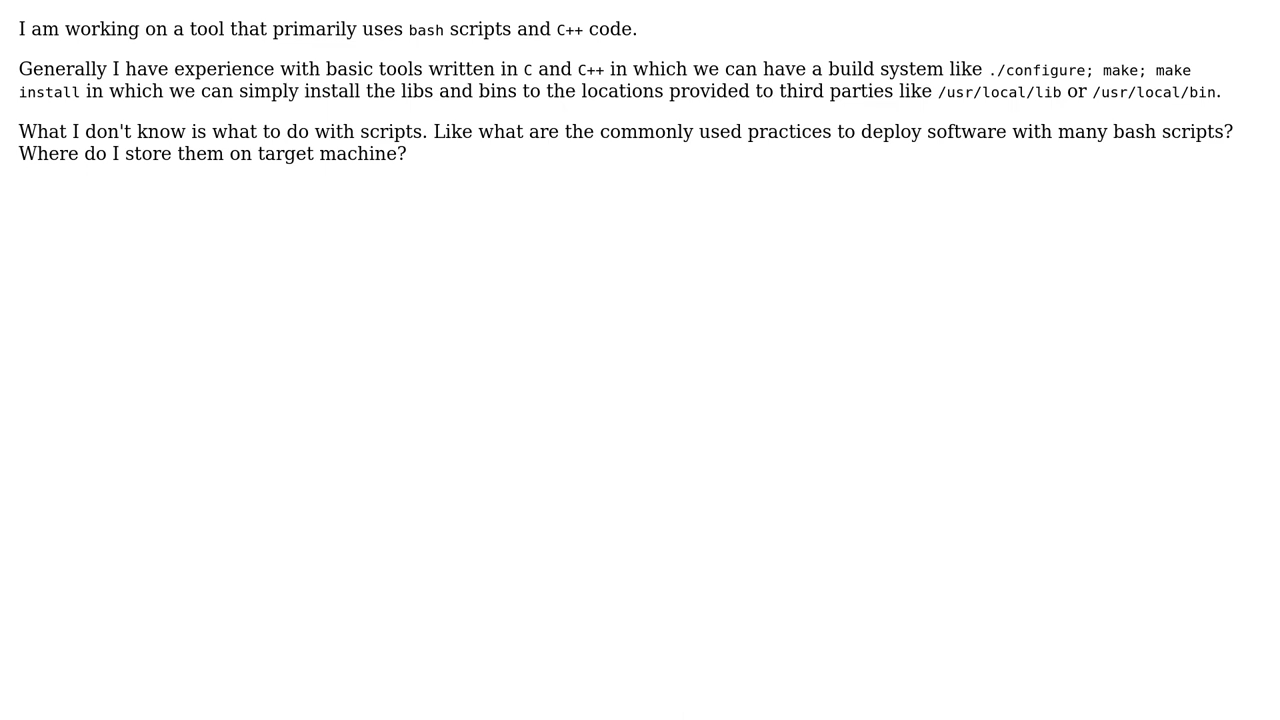 I am working on a tool that primarily uses bash scripts and C++ code.
Generally I have experience with basic tools written in C and C++ in which we can have a build system like ./configure; make; make
install in which we can simply install the libs and bins to the locations provided to third parties like /usr/local/lib or /usr/local/bin.
What I don't know is what to do with scripts. Like what are the commonly used practices to deploy software with many bash scripts?
Where do I store them on target machine?